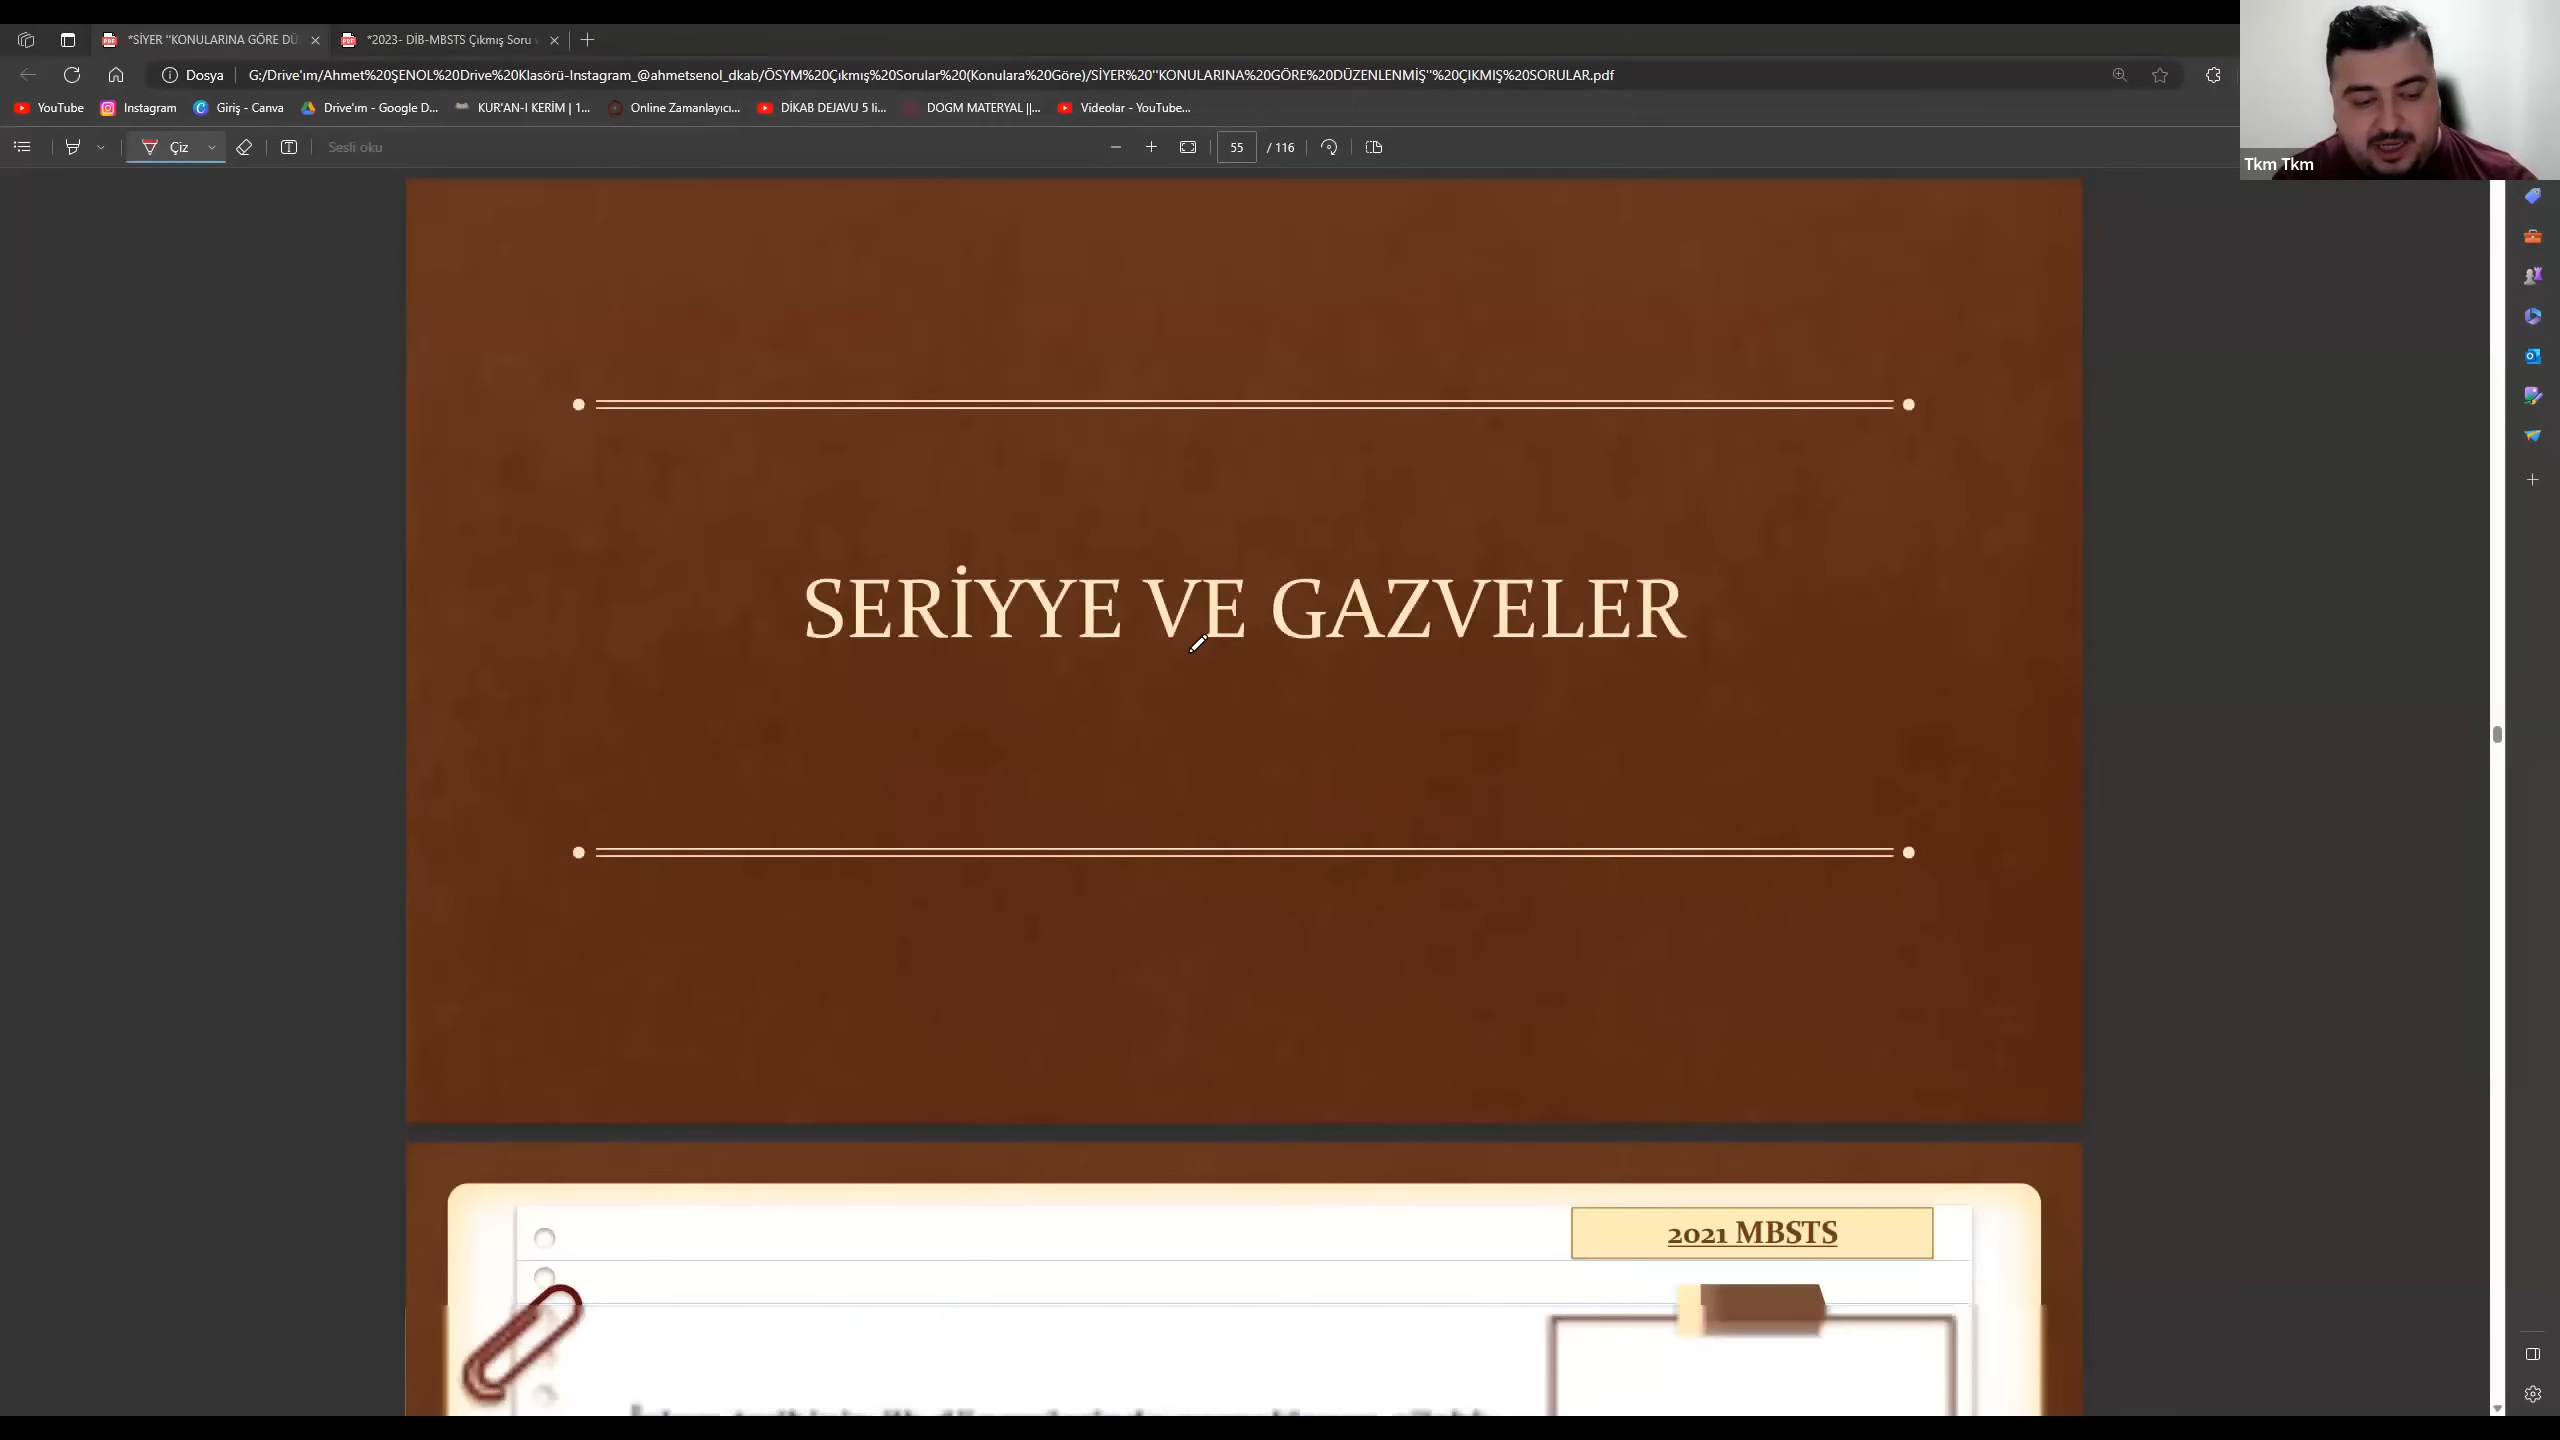 *SİYER "KONULARINA GÖRE DÜ
*2023- DİB-MBSTS Çıkmış Soru
Dosya
G:/Drive'ım/Ahmet%20ŞENOL%20Drive%20Klasörü-Instagram_@ahmetsenol_dkab/ÖSYM%20Çıkmış%20Sorular%20(Konulara%20Göre)/SİYER%20''KONULARINA%20GÖRE%20DÜZENLENMİŞ''%20ÇIKMIŞ%20SORULAR.pdf
YouTube
Instagram
Giriş - Canva
Drive'ım - Google D...
KUR'AN-I KERİM | 1...
Online Zamanlayıcı...
DİKAB DEJAVU 5 li...
DOGM MATERYAL ||...
Videolar - YouTube...
Çiz
Sesli oku
55
/ 116
Tkm Tkm
SERİYYE VE GAZVELER
2021 MBSTS